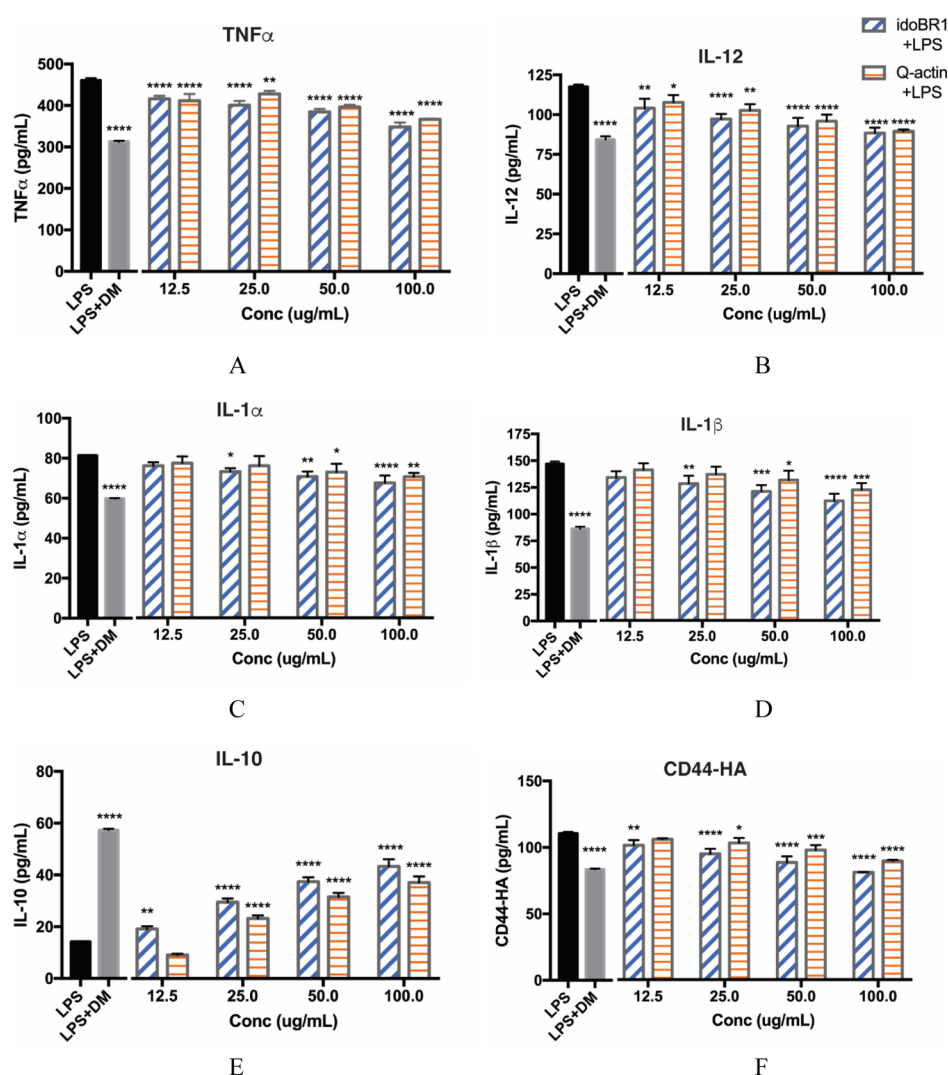 idoBR1
+LPS
Q-actin
+LPS
TNFα
TNFα (pg/mL)
500
400
300
200
100
0
****
**** ****
**** **
**** ****
**** ****
LPS
LPS+DM
12.5 25.0 50.0 100.0
Conc (ug/mL)
A
IL-12
IL-12 (pg/mL)
125
100
75
50
25
0
****
** *
**** **
**** ****
**** ****
LPS
LPS+DM
12.5 25.0 50.0 100.0
Conc (ug/mL)
B
IL-1α
IL-1α (pg/mL)
100
80
60
40
20
0
****
*
** *
**** **
LPS
LPS+DM
12.5 25.0 50.0 100.0
Conc (ug/mL)
C
IL-1β
IL-1β (pg/mL)
175
150
125
100
75
50
25
0
****
**
*** *
**** ***
LPS
LPS+DM
12.5 25.0 50.0 100.0
Conc (ug/mL)
D
IL-10
IL-10 (pg/mL)
80
60
40
20
0
****
**
**** ****
**** ****
**** ****
LPS
LPS+DM
12.5 25.0 50.0 100.0
Conc (ug/mL)
E
CD44-HA
CD44-HA (pg/mL)
150
100
50
0
****
**
**** *
**** ***
**** ****
LPS
LPS+DM
12.5 25.0 50.0 100.0
Conc (ug/mL)
F